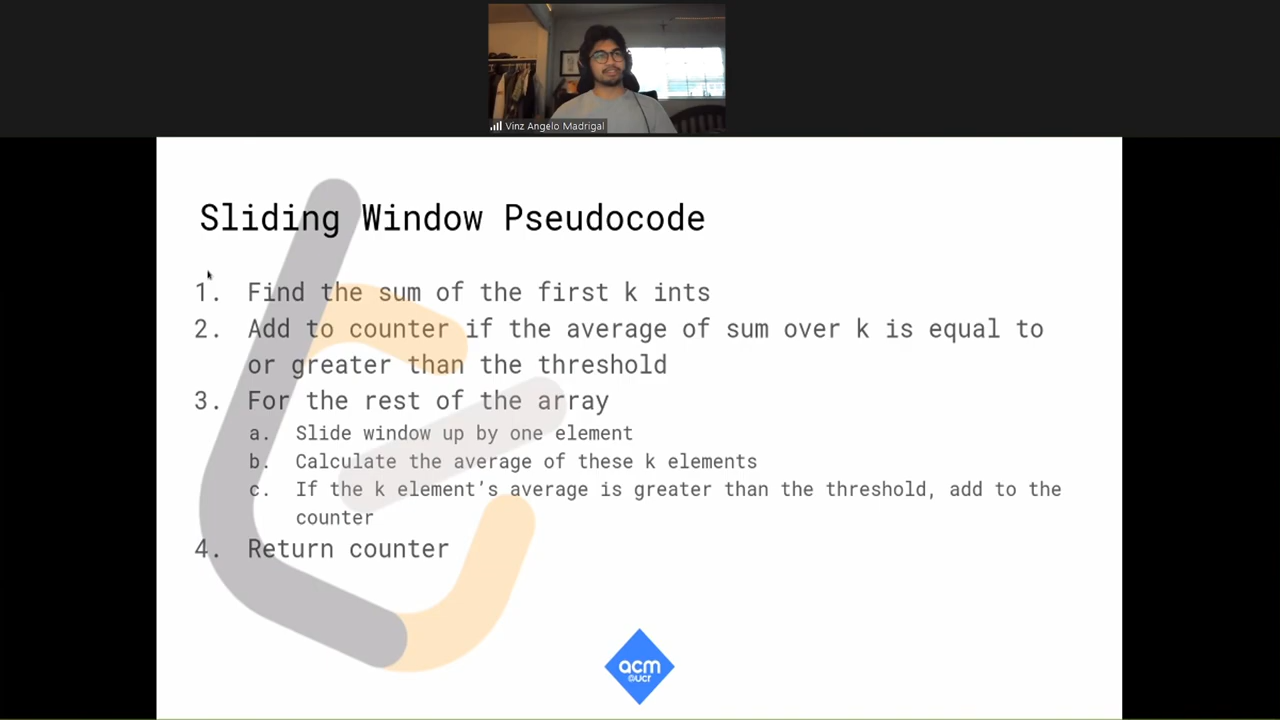 Vinz Angelo Madrigal
Sliding Window Pseudocode
1. Find the sum of the first k ints
2. Add to counter if the average of sum over k is equal to
or greater than the threshold
3. For the rest of the array
a. Slide window up by one element
b. Calculate the average of these k elements
c. If the k element's average is greater than the threshold, add to the
counter
4. Return counter
acm
@UCR